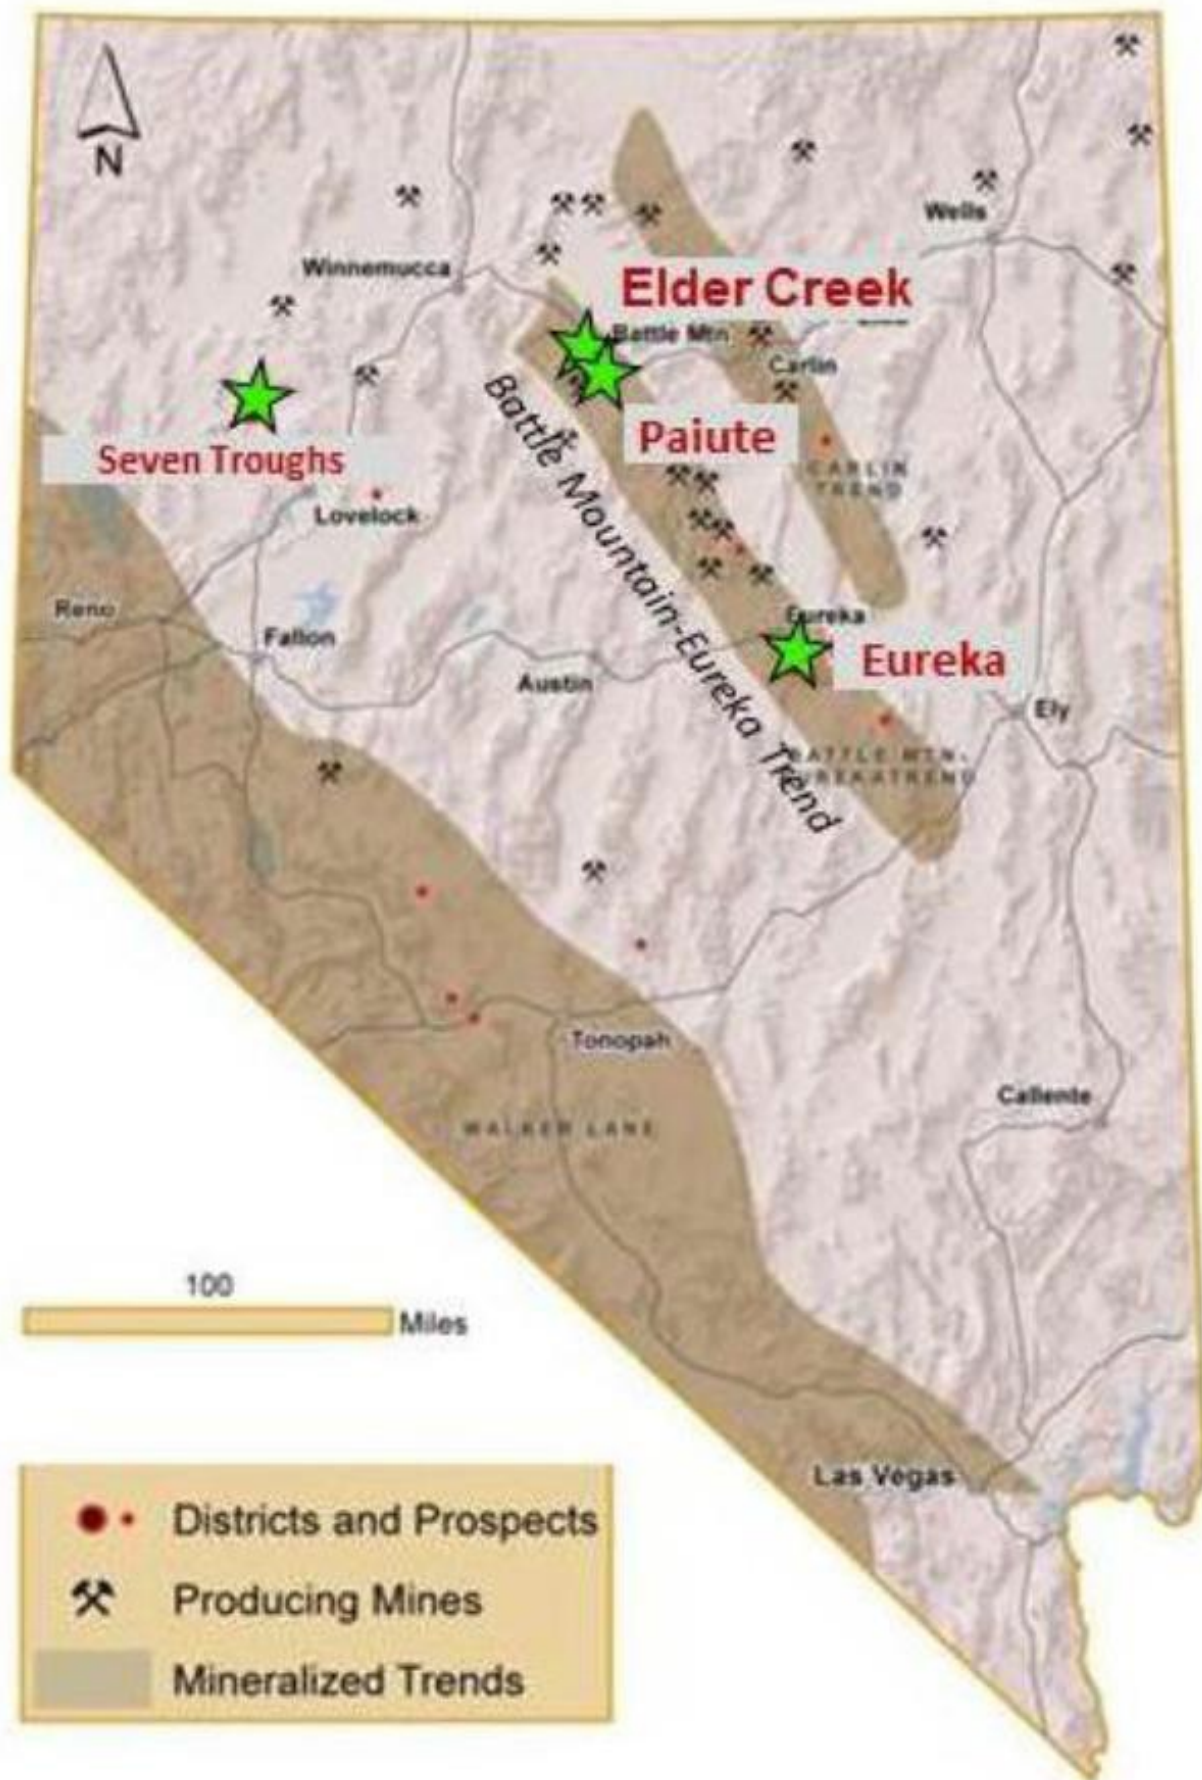 N
Wells
Winnemucca
Elder Creek
Battle Mtn
Carlin
Paiute
Seven Troughs
CARLIN
TREND
Lovelock
Battle Mountain-Eureka Trend
Reno
Eureka
Fallon
Eureka
Austin
Ely
BATTLE MTN.
EUREKA TREND
Tonopah
Callente
WALKER LANE
100
Miles
Las Vegas
Districts and Prospects
Producing Mines
Mineralized Trends